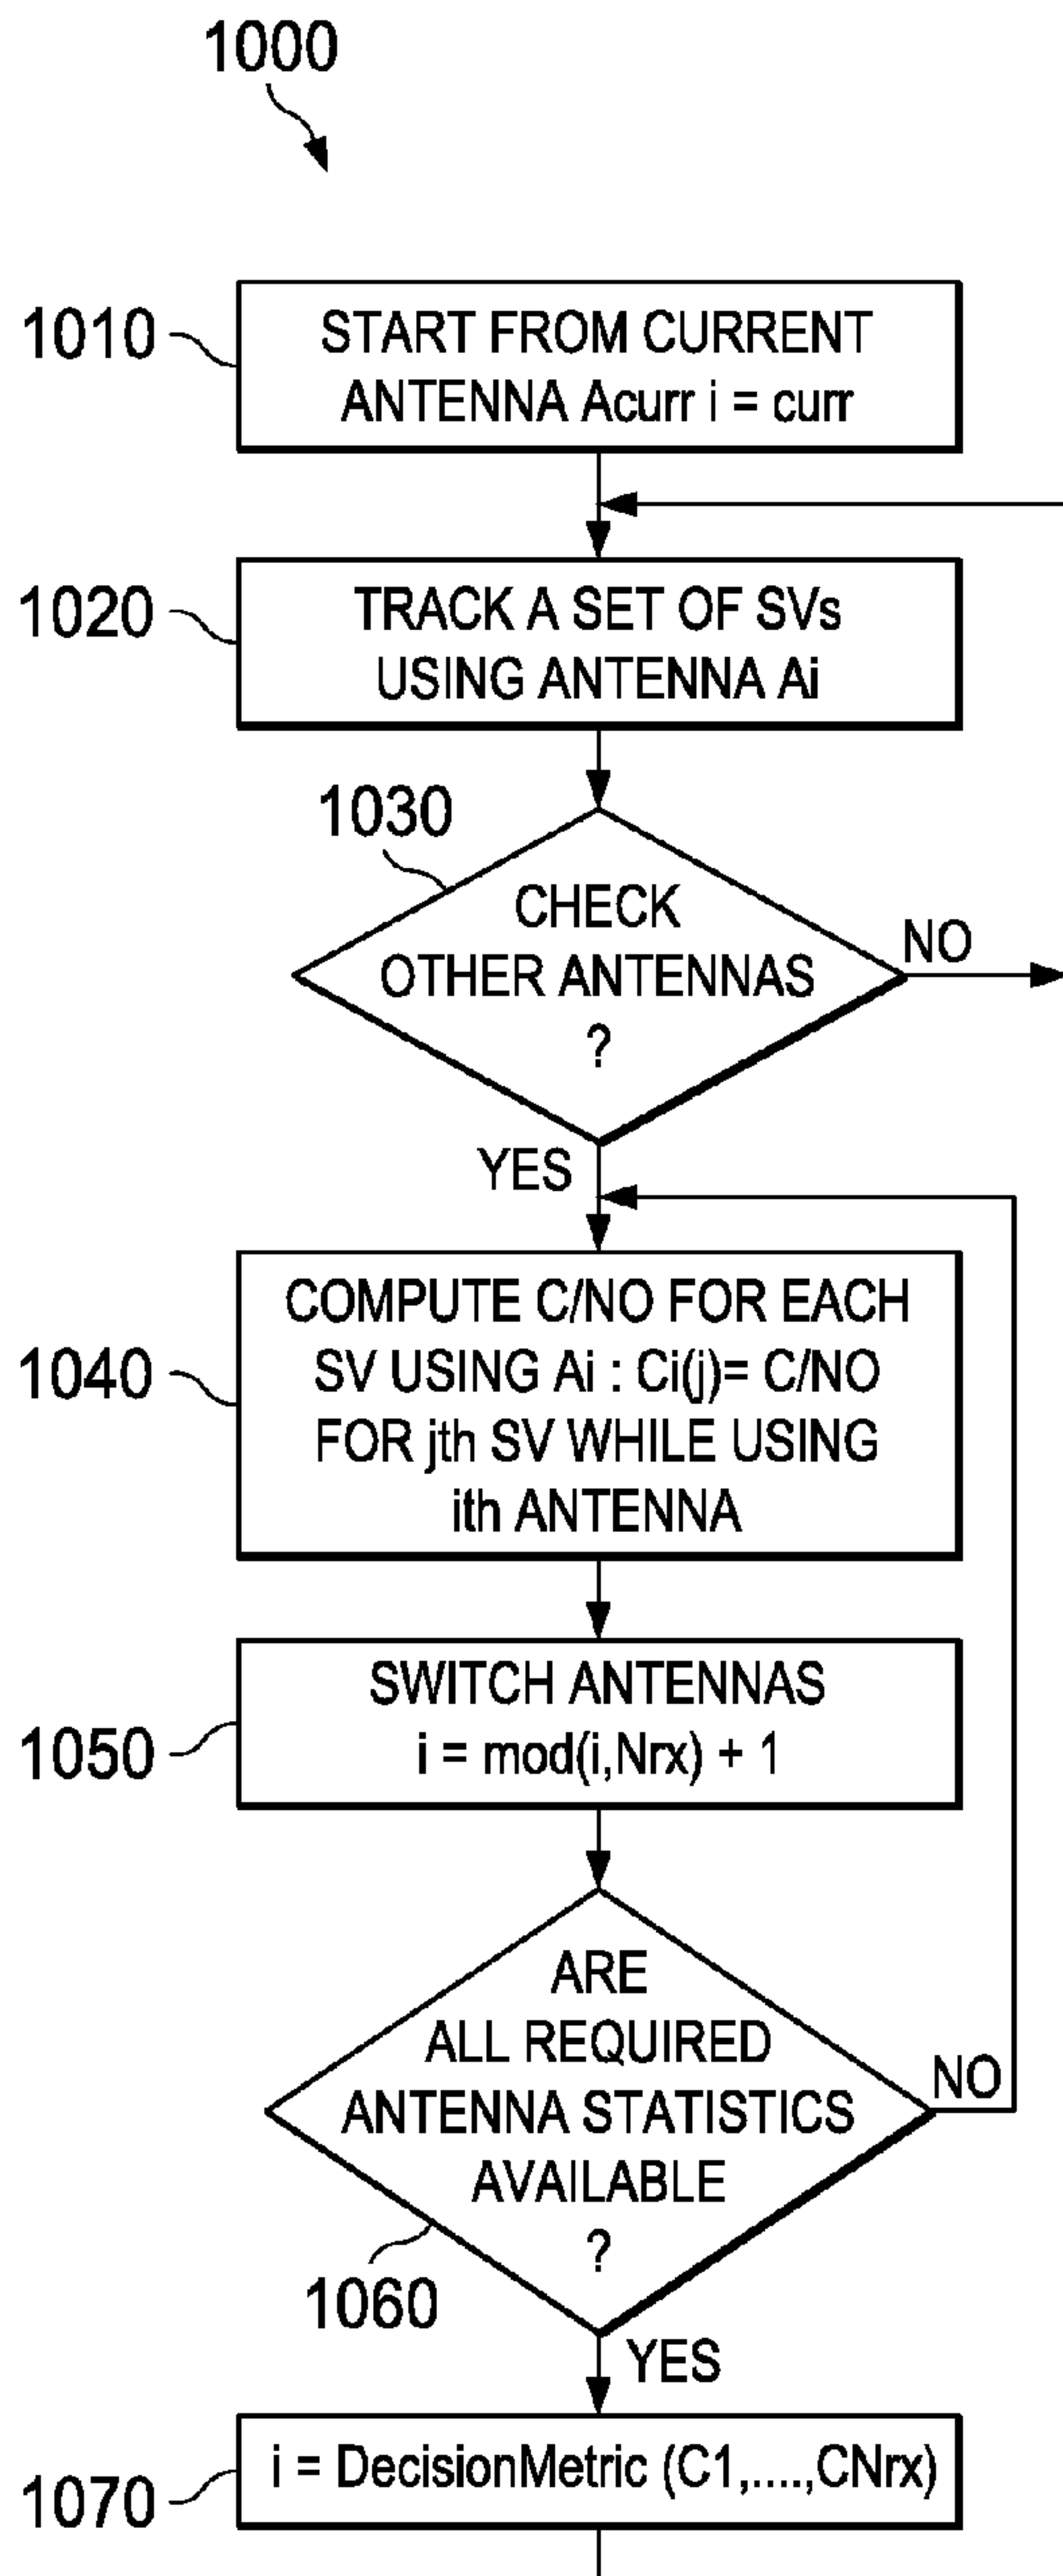 1000
1010
START FROM CURRENT
ANTENNA Acurr i = curr
1020
TRACK A SET OF SVs
USING ANTENNA Ai
1030
CHECK
OTHER ANTENNAS
?
NO
YES
1040
COMPUTE C/NO FOR EACH
SV USING Ai : Ci(j)= C/NO
FOR jth SV WHILE USING
ith ANTENNA
1050
SWITCH ANTENNAS
i = mod(i,Nrx) + 1
ARE
ALL REQUIRED
ANTENNA STATISTICS
AVAILABLE
?
NO
1060
YES
1070
i = DecisionMetric (C1,....,CNrx)